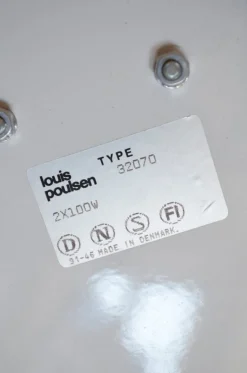 louis
poulsen
TYPE
32070
2X100W
D N S FI
91-46 MADE IN DENMARK.